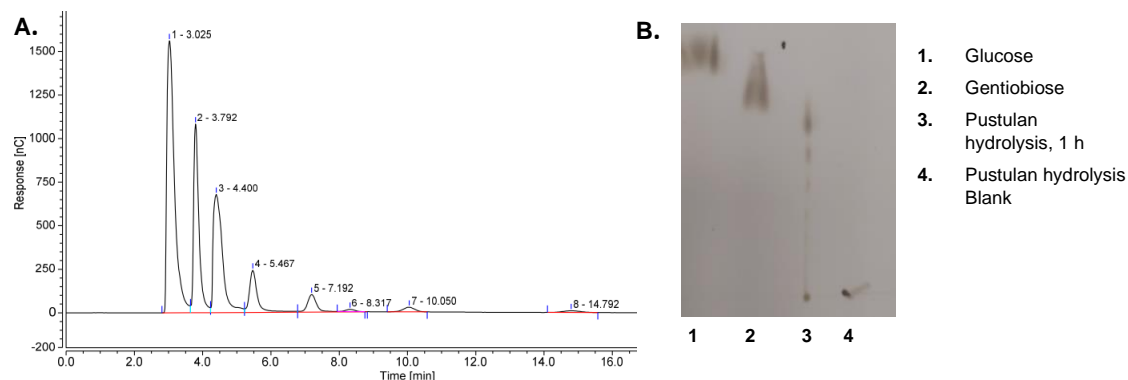 A.
1 - 3.025
2 - 3.792
3 - 4.400
4 - 5.467
5 - 7.192
6 - 8.317
7 - 10.050
8 - 14.792
1500
1250
1000
750
500
250
0
-200
Response [nC]
0.0 2.0 4.0 6.0 8.0 10.0 12.0 14.0 16.0
Time [min]
B.
1 2 3 4
1. Glucose
2. Gentiobiose
3. Pustulan
hydrolysis, 1 h
4. Pustulan hydrolysis
Blank